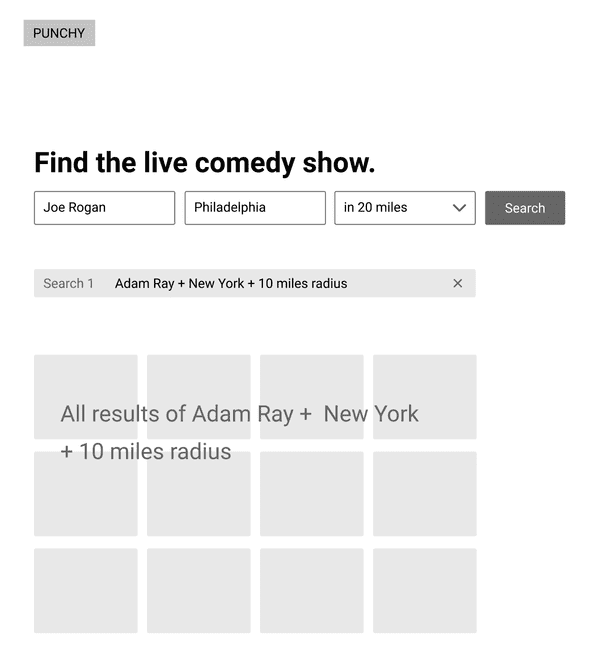 PUNCHY
Find the live comedy show.
Joe Rogan Philadelphia in 20 miles Search
Search 1 Adam Ray + New York + 10 miles radius
All results of Adam Ray + New York
+ 10 miles radius